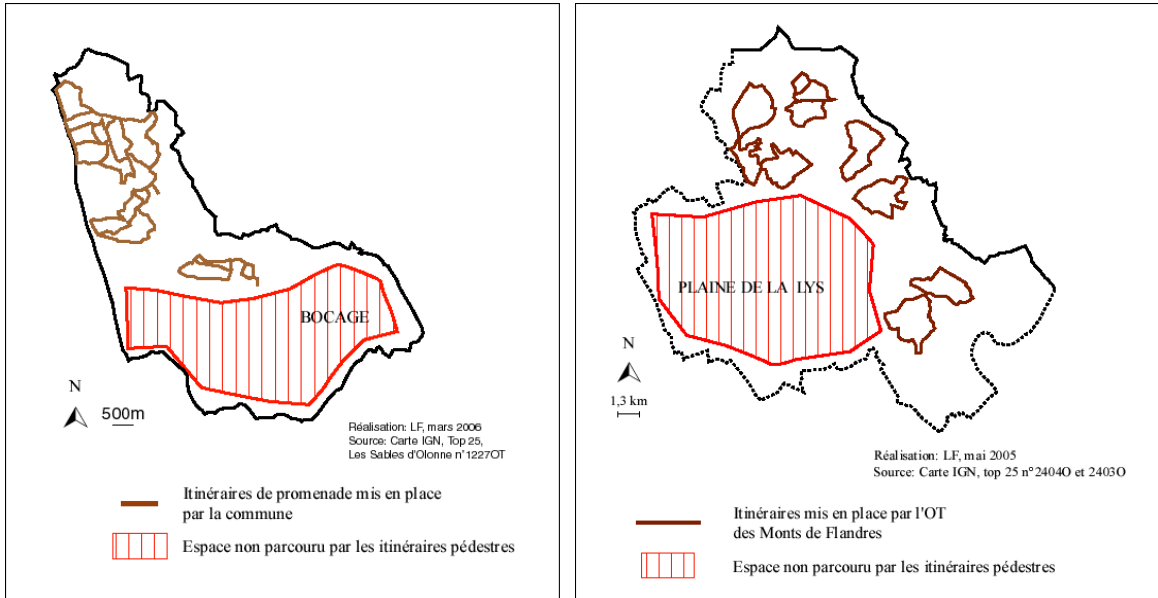 BOCAGE
N
500m
Réalisation: LF, mars 2006
Source: Carte IGN, Top 25,
Les Sables d'Olonne n°1227OT
Itinéraires de promenade mis en place
par la commune
Espace non parcouru par les itinéraires pédestres
PLAINE DE LA LYS
N
1,3 km
Réalisation: LF, mai 2005
Source: Carte IGN, top 25 n°2404O et 2403O
Itinéraires mis en place par l'OT
des Monts de Flandres
Espace non parcouru par les itinéraires pédestres